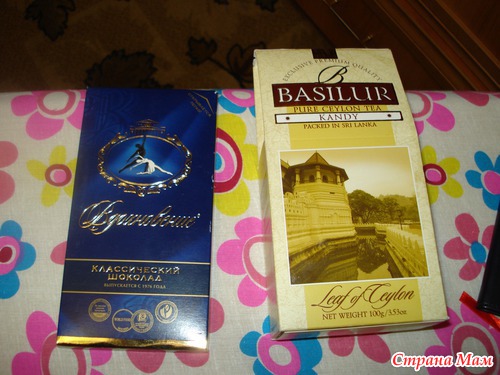 Вдохновение
КЛАССИЧЕСКИЙ
ШОКОЛАД
ВЫПУСКАЕТСЯ С 1976 ГОДА
EXCLUSIVE PREMIUM QUALITY
B
BASILUR
PURE CEYLON TEA
KANDY
PACKED IN SRI LANKA
Leaf of Ceylon
NET WEIGHT 100g/3.53oz
Страна Мам